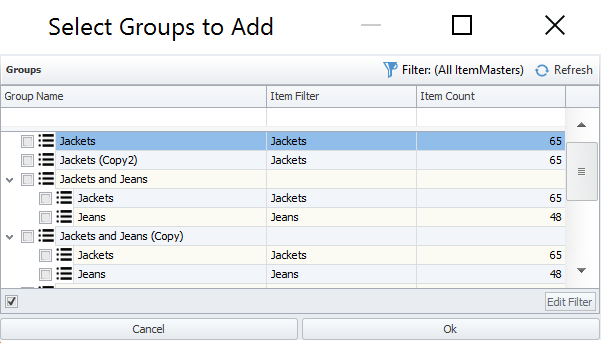 Select Groups to Add
Groups Filter: (All ItemMasters) Refresh
Group Name Item Filter Item Count
Jackets Jackets 65
Jackets (Copy2) Jackets 65
Jackets and Jeans
Jackets Jackets 65
Jeans Jeans 48
Jackets and Jeans (Copy)
Jackets Jackets 65
Jeans Jeans 48
Edit Filter
Cancel Ok